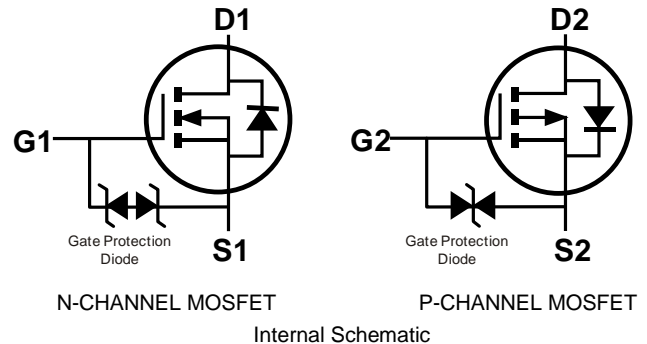 D1
D2
G1
G2
Gate Protection
Diode
Gate Protection
Diode
S1
S2
N-CHANNEL MOSFET
P-CHANNEL MOSFET
Internal Schematic